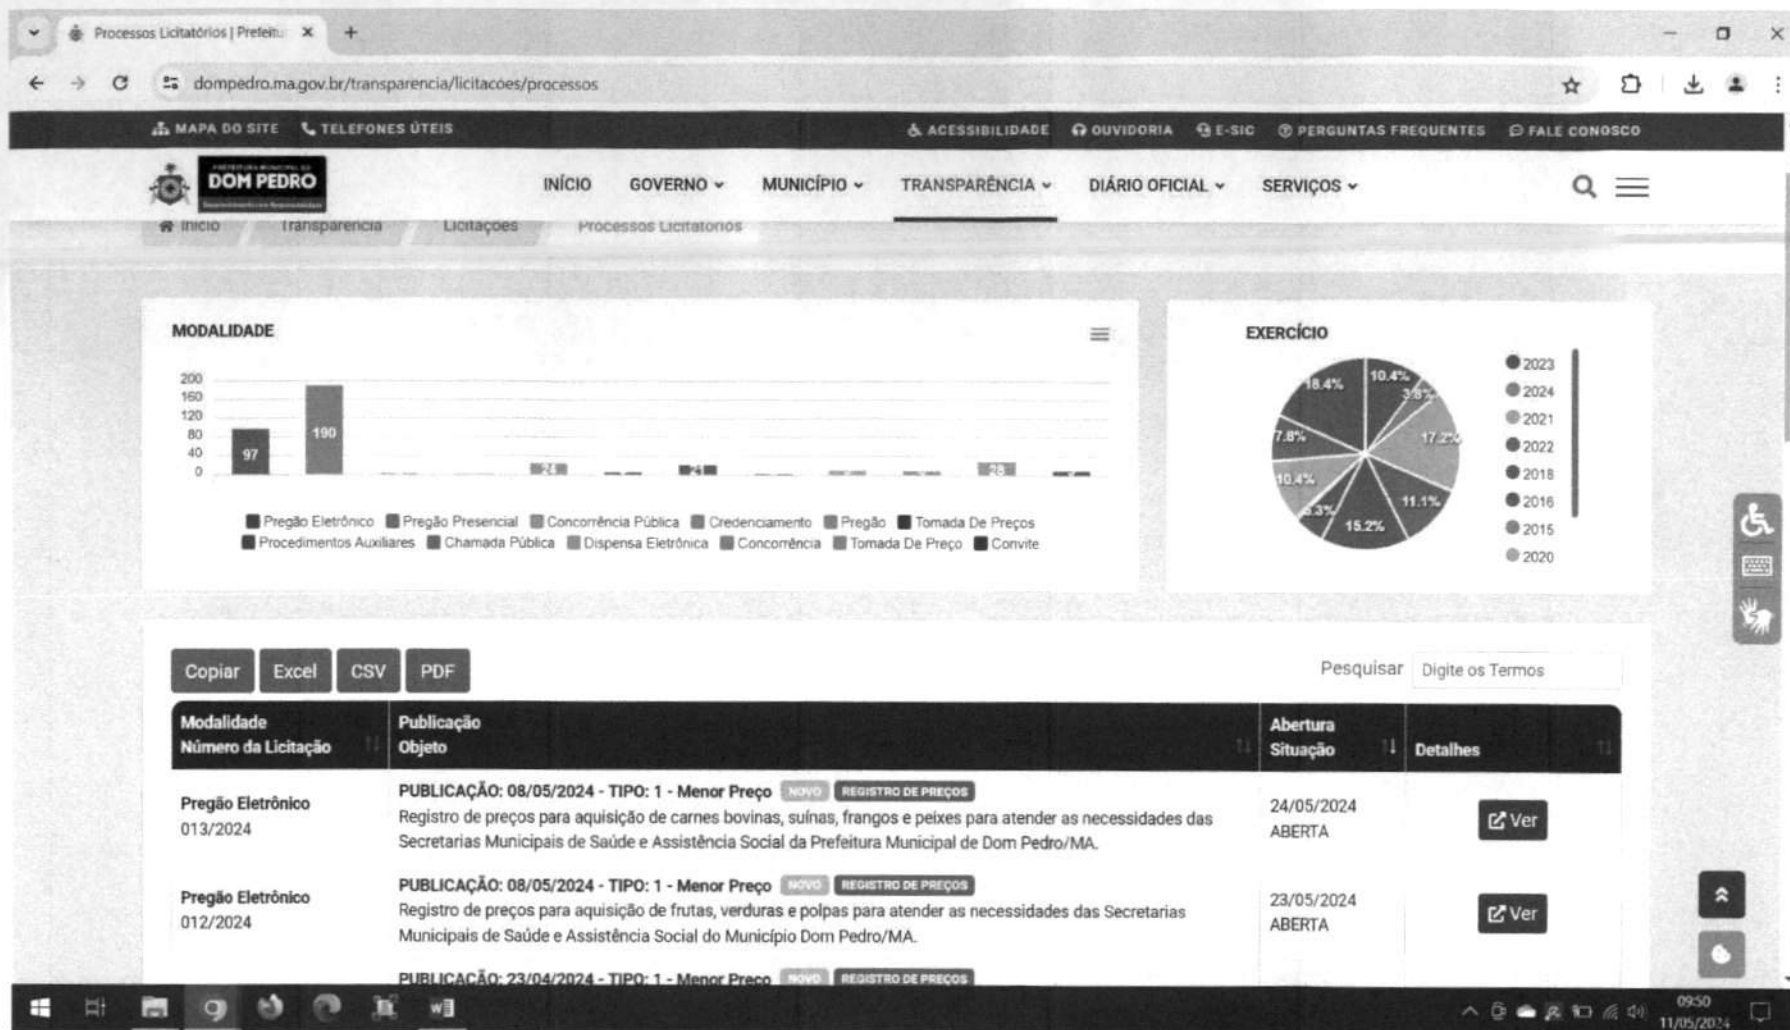 Processos Licitatórios | Prefeitu
dompedro.ma.gov.br/transparencia/licitacoes/processos
MAPA DO SITE TELEFONES ÚTEIS ACESSIBILIDADE OUVIDORIA E-SIC PERGUNTAS FREQUENTES FALE CONOSCO
DOM PEDRO
INÍCIO GOVERNO MUNICÍPIO TRANSPARÊNCIA DIÁRIO OFICIAL SERVIÇOS
Início Transparência Licitações Processos Licitatórios
MODALIDADE
200
160
120
80
40
0
97 190 24 21 28
Pregão Eletrônico Pregão Presencial Concorrência Pública Credenciamento Pregão Tomada De Preços
Procedimentos Auxiliares Chamada Pública Dispensa Eletrônica Concorrência Tomada De Preço Convite
EXERCÍCIO
18.4% 10.4%
3.8%
7.8% 17.2%
10.4% 11.1%
15.2%
2023
2024
2021
2022
2018
2016
2015
2020
Copiar Excel CSV PDF Pesquisar Digite os Termos
Modalidade Publicação Abertura
Número da Licitação Objeto Situação Detalhes
PUBLICAÇÃO: 08/05/2024 - TIPO: 1 - Menor Preço NOVO REGISTRO DE PREÇOS
Pregão Eletrônico Registro de preços para aquisição de carnes bovinas, suínas, frangos e peixes para atender as necessidades das 24/05/2024 Ver
013/2024 Secretarias Municipais de Saúde e Assistência Social da Prefeitura Municipal de Dom Pedro/MA. ABERTA
PUBLICAÇÃO: 08/05/2024 - TIPO: 1 - Menor Preço NOVO REGISTRO DE PREÇOS
Pregão Eletrônico Registro de preços para aquisição de frutas, verduras e polpas para atender as necessidades das Secretarias 23/05/2024 Ver
012/2024 Municipais de Saúde e Assistência Social do Município Dom Pedro/MA. ABERTA
PUBLICAÇÃO: 23/04/2024 - TIPO: 1 - Menor Preço NOVO REGISTRO DE PREÇOS
09:50
11/05/2024